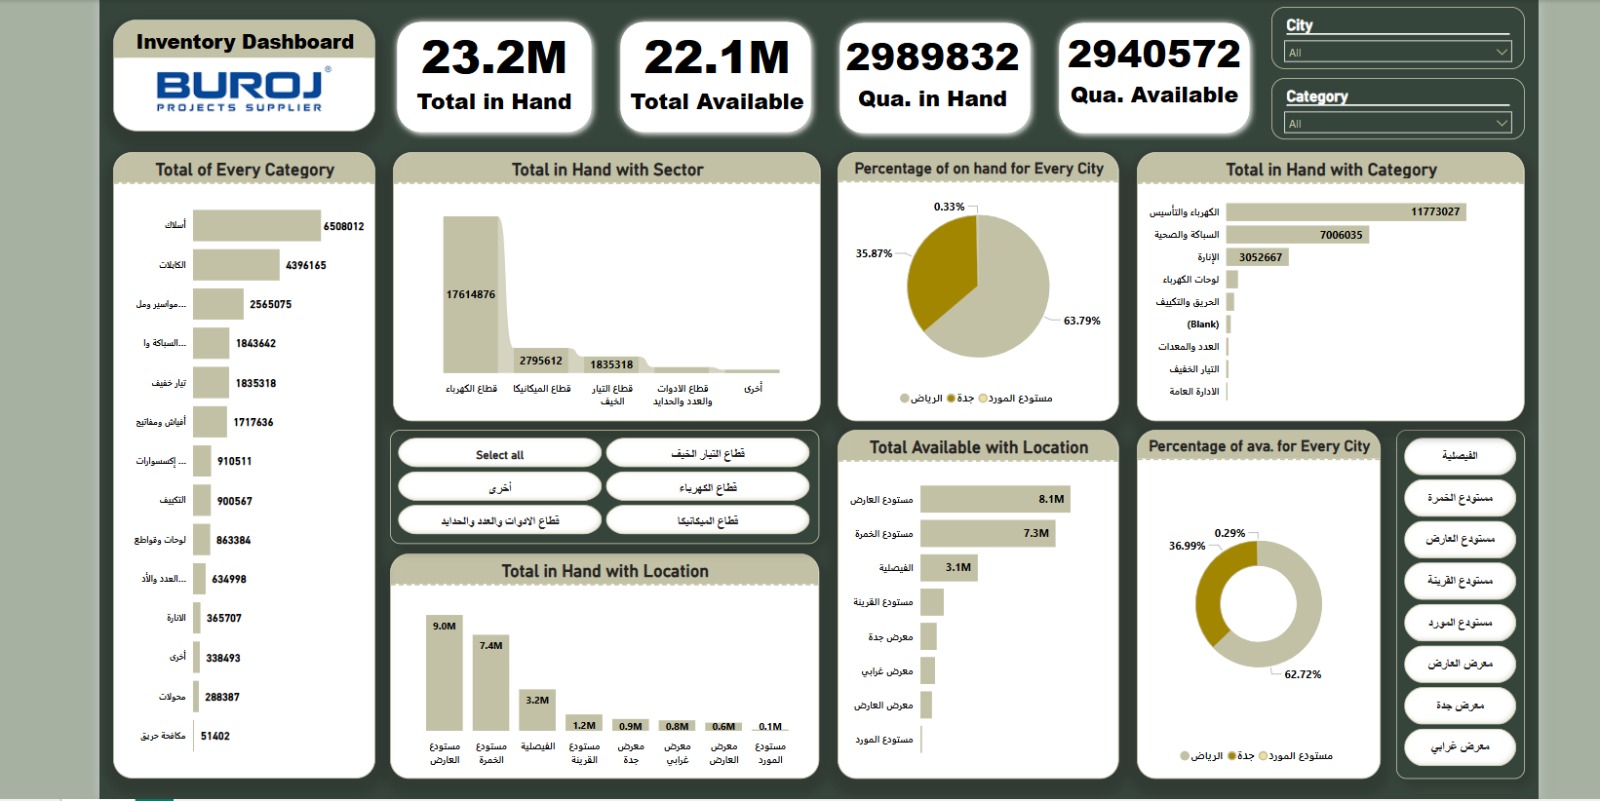 Inventory Dashboard
BUROJ®
PROJECTS SUPPLIER
23.2M
Total in Hand
22.1M
Total Available
2989832
Qua. in Hand
2940572
Qua. Available
City
All
Category
All
Total of Every Category
أسلاك 6508012
الكابلات 4396165
مواسير ومل... 2565075
السباكة وا... 1843642
تيار خفيف 1835318
أفياش ومفاتيح 1717636
إكسسوارات ... 910511
التكييف 900567
لوحات وقواطع 863384
العدد والأد... 634998
الانارة 365707
أخرى 338493
محولات 288387
مكافحة حريق 51402
Total in Hand with Sector
17614876
2795612
1835318
قطاع الكهرباء
قطاع الميكانيكا
قطاع التيار الخيف
قطاع الادوات والعدد والحدايد
أخرى
Percentage of on hand for Every City
0.33%
35.87%
63.79%
الرياض جدة مستودع المورد
Total in Hand with Category
الكهرباء والتأسيس 11773027
السباكة والصحية 7006035
الإنارة 3052667
لوحات الكهرباء
الحريق والتكييف
(Blank)
العدد والمعدات
التيار الخفيف
الادارة العامة
Select all
قطاع التيار الخيف
أخرى
قطاع الكهرباء
قطاع الادوات والعدد والحدايد
قطاع الميكانيكا
Total in Hand with Location
9.0M
7.4M
3.2M
1.2M
0.9M
0.8M
0.6M
0.1M
مستودع العارض
مستودع الخمرة
الفيصلية
مستودع القرينة
معرض جدة
معرض غرابي
معرض العارض
مستودع المورد
Total Available with Location
مستودع العارض 8.1M
مستودع الخمرة 7.3M
الفيصلية 3.1M
مستودع القرينة
معرض جدة
معرض غرابي
معرض العارض
مستودع المورد
Percentage of ava. for Every City
0.29%
36.99%
62.72%
الرياض جدة مستودع المورد
الفيصلية
مستودع الخمرة
مستودع العارض
مستودع القرينة
مستودع المورد
معرض العارض
معرض جدة
معرض غرابي